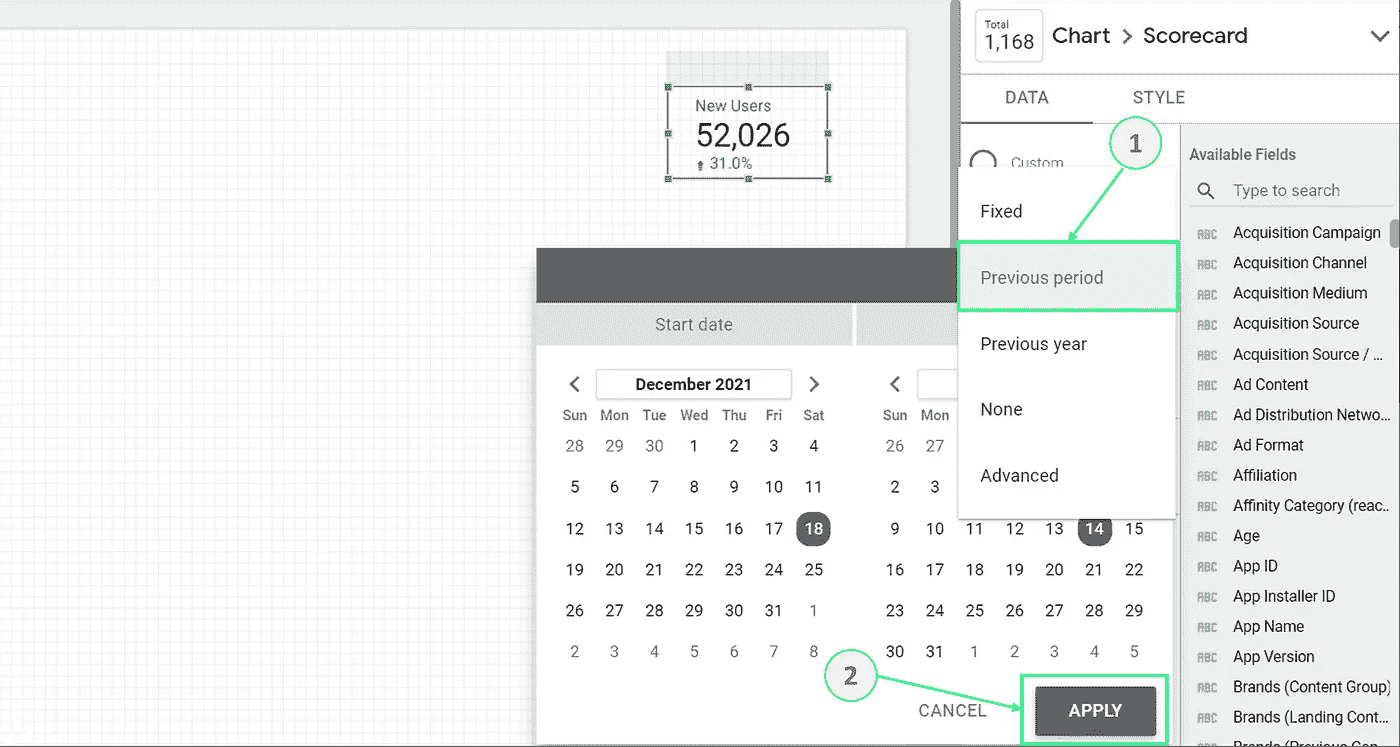 Total
1,168
Chart > Scorecard
DATA STYLE
New Users
52,026
31.0%
1
Custom
Fixed
Previous period
Previous year
None
Advanced
Available Fields
Type to search
ABC Acquisition Campaign
ABC Acquisition Channel
ABC Acquisition Medium
ABC Acquisition Source
ABC Acquisition Source / ...
ABC Ad Content
ABC Ad Distribution Netwo...
ABC Ad Format
ABC Affiliation
ABC Affinity Category (reac...
ABC Age
ABC App ID
ABC App Installer ID
ABC App Name
ABC App Version
ABC Brands (Content Group)
ABC Brands (Landing Cont...
ABC Brands (Previous Con
Start date
< December 2021 >
Sun Mon Tue Wed Thu Fri Sat
28 29 30 1 2 3 4
5 6 7 8 9 10 11
12 13 14 15 16 17 18
19 20 21 22 23 24 25
26 27 28 29 30 31 1
2 3 4 5 6 7 8
<
Sun Mon
26 27
2 3
9 10 11 12 13 14 15
16 17 18 19 20 21 22
23 24 25 26 27 28 29
30 31 1 2 3 4 5
2
CANCEL APPLY